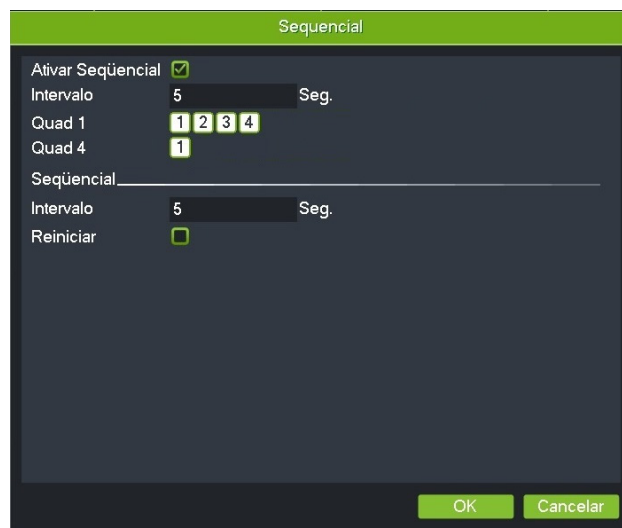 Sequencial
Ativar Seqüencial
Intervalo 5 Seg.
Quad 1 1 2 3 4
Quad 4 1
Seqüencial
Intervalo 5 Seg.
Reiniciar
OK Cancelar